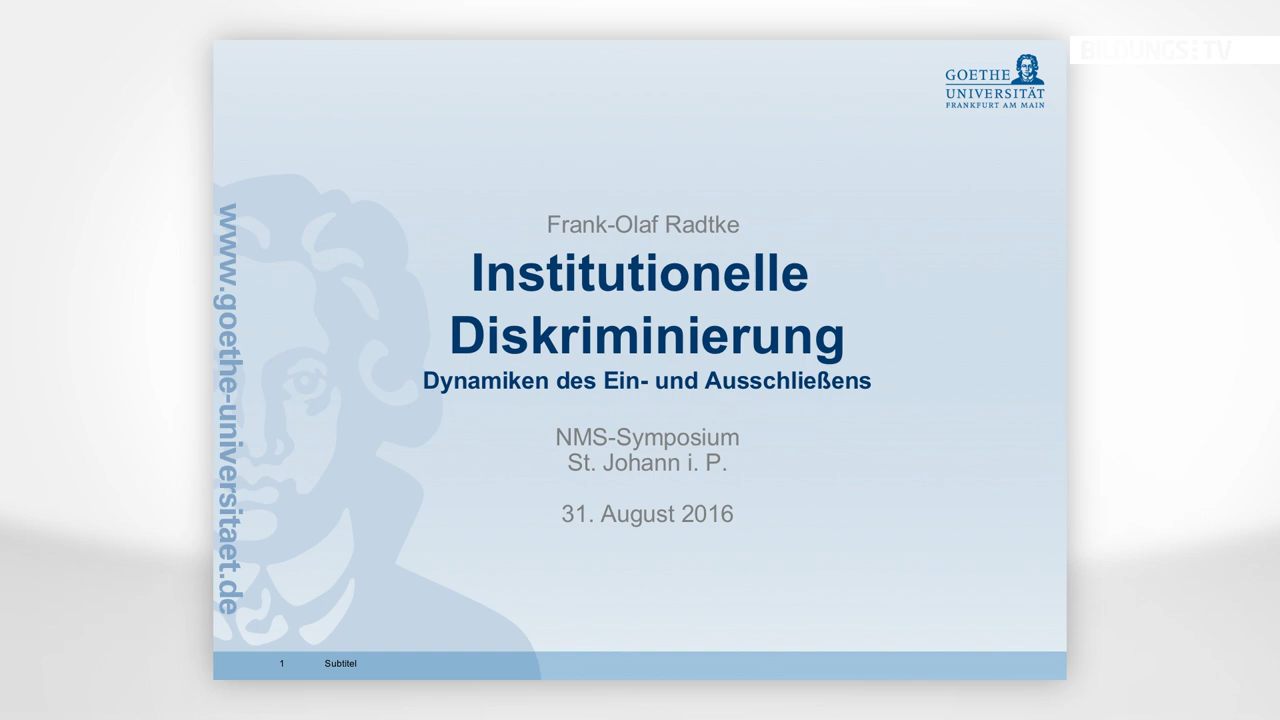 BILDUNGS:TV
GOETHE
UNIVERSITÄT
FRANKFURT AM MAIN
www.goethe-universitaet.de
Frank-Olaf Radtke
Institutionelle
Diskriminierung
Dynamiken des Ein- und Ausschließens
NMS-Symposium
St. Johann i. P.
31. August 2016
1 Subtitel